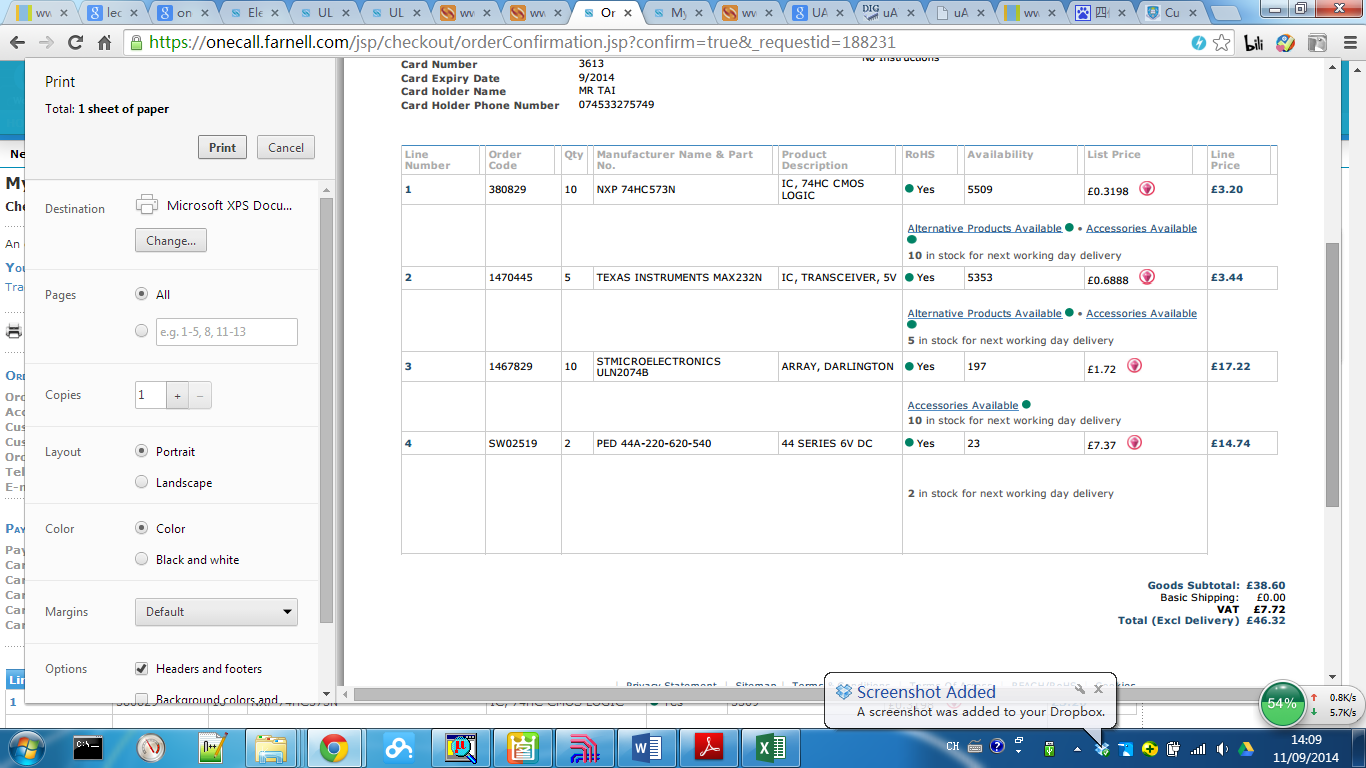 ww
lec
on
Ele
UL
UL
ww
ww
Or
My
ww
UA
DIG
uA
uA
ww
四
Cu
https://onecall.farnell.com/jsp/checkout/orderConfirmation.jsp?confirm=true&_requestid=188231
Print
Total: 1 sheet of paper
Print
Cancel
Destination
Microsoft XPS Docu...
Change...
Pages
All
e.g. 1-5, 8, 11-13
Copies
1
+
−
Layout
Portrait
Landscape
Color
Color
Black and white
Margins
Default
Options
Headers and footers
Background colors and
No Instructions
Card Number 3613
Card Expiry Date 9/2014
Card holder Name MR TAI
Card Holder Phone Number 074533275749
Line Number Order Code Qty Manufacturer Name & Part No. Product Description RoHS Availability List Price Line Price
1 380829 10 NXP 74HC573N IC, 74HC CMOS LOGIC Yes 5509 £0.3198 £3.20
Alternative Products Available • Accessories Available
10 in stock for next working day delivery
2 1470445 5 TEXAS INSTRUMENTS MAX232N IC, TRANSCEIVER, 5V Yes 5353 £0.6888 £3.44
Alternative Products Available • Accessories Available
5 in stock for next working day delivery
3 1467829 10 STMICROELECTRONICS ULN2074B ARRAY, DARLINGTON Yes 197 £1.72 £17.22
Accessories Available
10 in stock for next working day delivery
4 SW02519 2 PED 44A-220-620-540 44 SERIES 6V DC Yes 23 £7.37 £14.74
2 in stock for next working day delivery
Goods Subtotal: £38.60
Basic Shipping: £0.00
VAT £7.72
Total (Excl Delivery) £46.32
Privacy Statement | Sitemap
Screenshot Added
A screenshot was added to your Dropbox.
54%
0.8K/s
5.7K/s
CH
14:09
11/09/2014